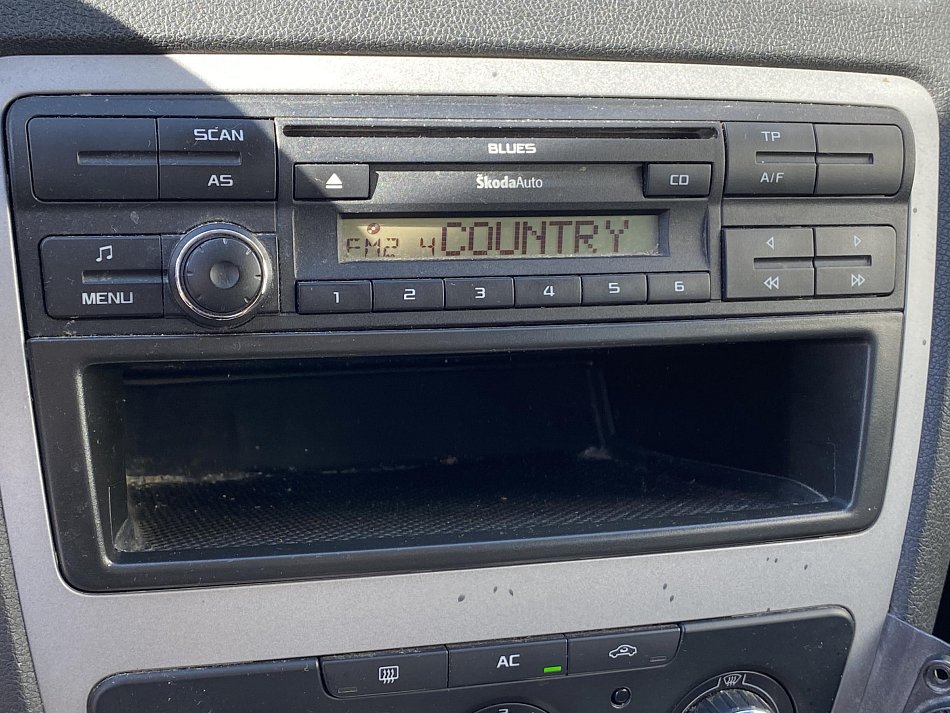 SCAN
AS
MENU
BLUES
ŠkodaAuto
CD
FM2 4 COUNTRY
1 2 3 4 5 6
TP
A/F
AC